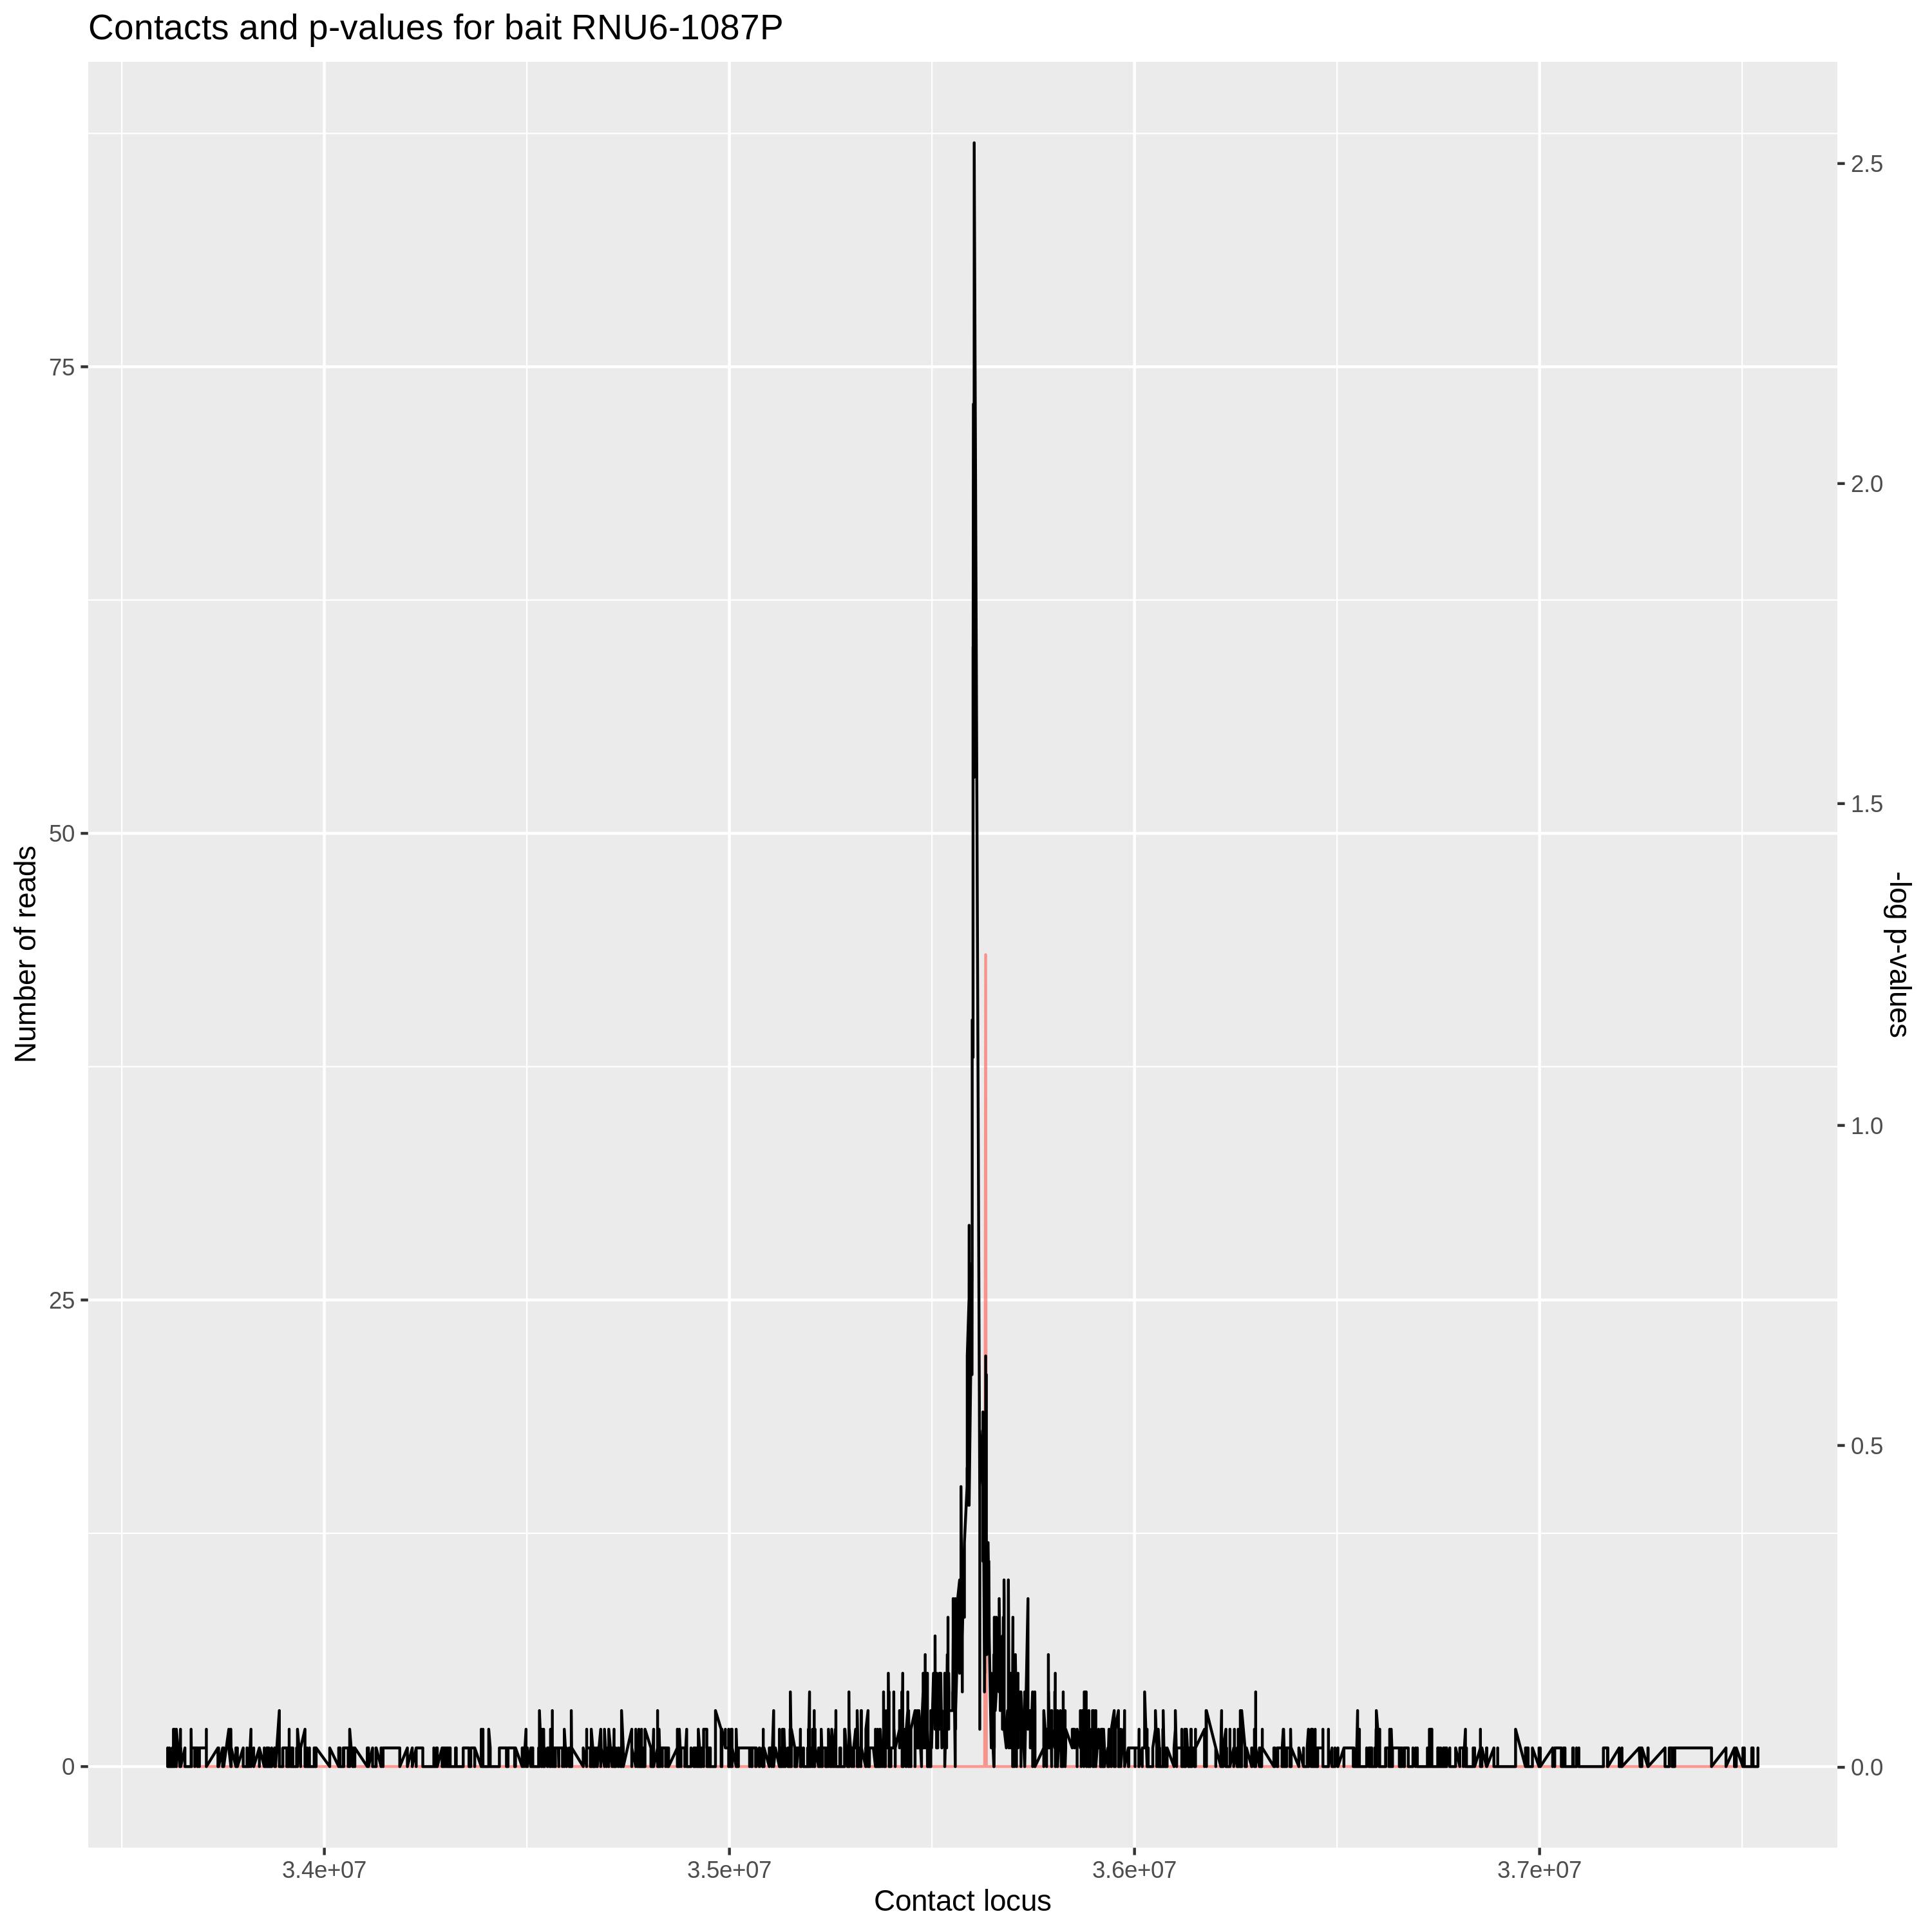 Contacts and p-values for bait RNU6-1087P
Number of reads
75
50
25
0
2.5
2.0
1.5
1.0
0.5
0.0
-log p-values
3.4e+07
3.5e+07
3.6e+07
3.7e+07
Contact locus